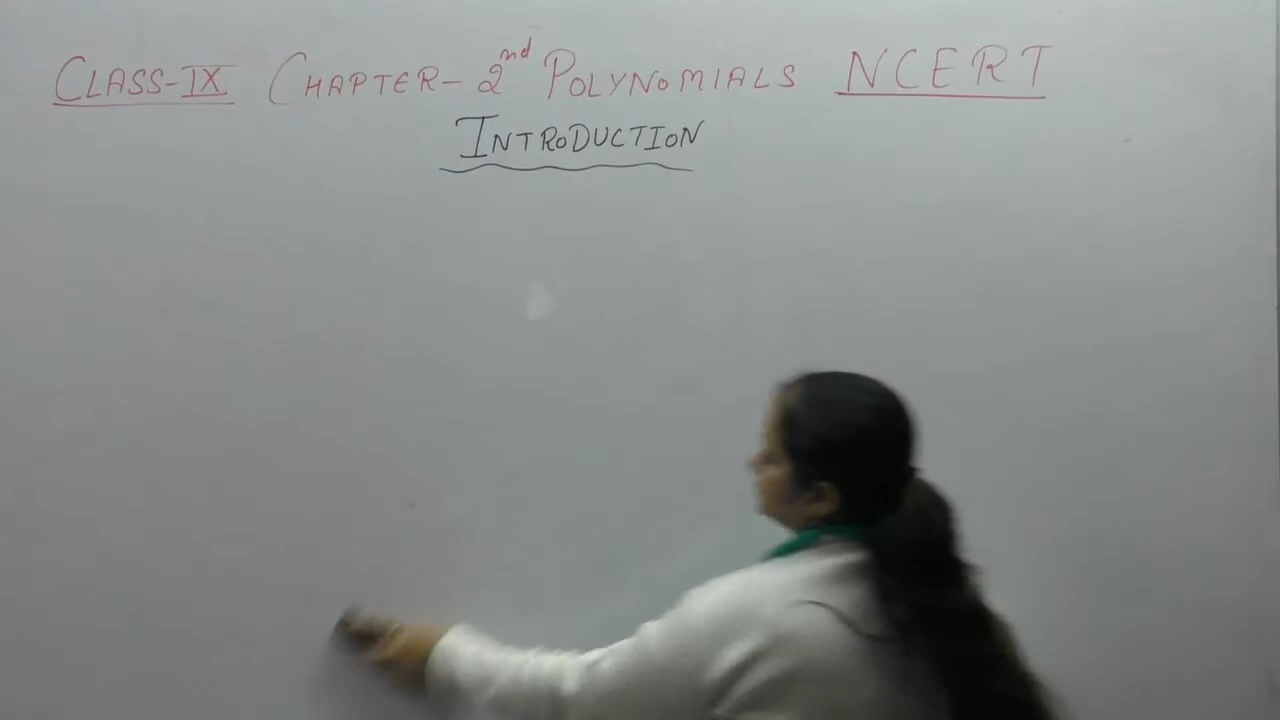 CLASS-IX CHAPTER-2nd POLYNOMIALS NCERT
INTRODUCTION